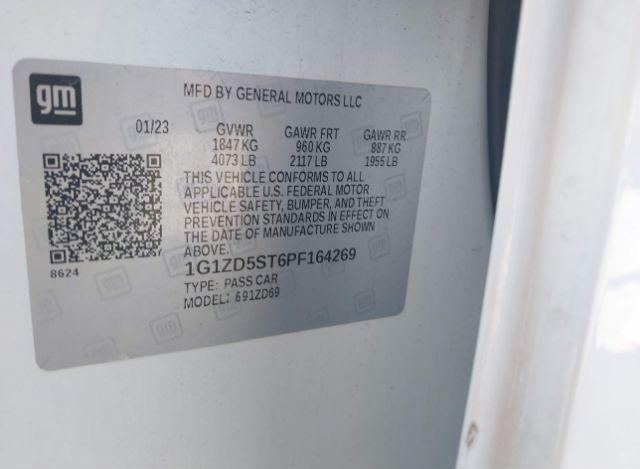 gm
MFD BY GENERAL MOTORS LLC
01/23 GVWR GAWR FRT GAWR RR
1847 KG 960 KG 887 KG
4073 LB 2117 LB 1955 LB
THIS VEHICLE CONFORMS TO ALL
APPLICABLE U.S. FEDERAL MOTOR
VEHICLE SAFETY, BUMPER, AND THEFT
PREVENTION STANDARDS IN EFFECT ON
THE DATE OF MANUFACTURE SHOWN
ABOVE.
8624
1G1ZD5ST6PF164269
TYPE: PASS CAR
MODEL: 691ZD69